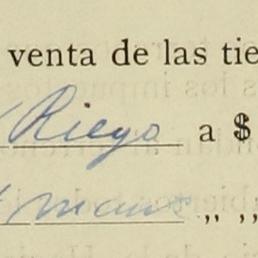 venta de las tie
Riego a $
" "